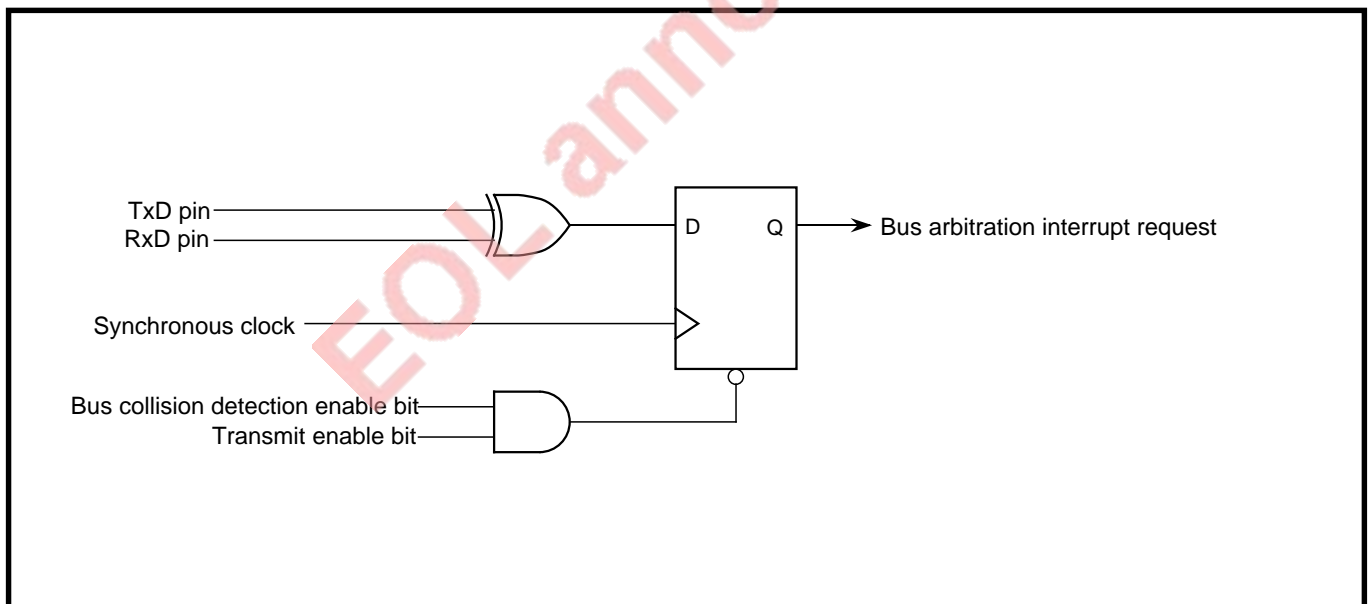 TxD pin
RxD pin
D
Q
Bus arbitration interrupt request
Synchronous clock
Bus collision detection enable bit
Transmit enable bit
EOL anno